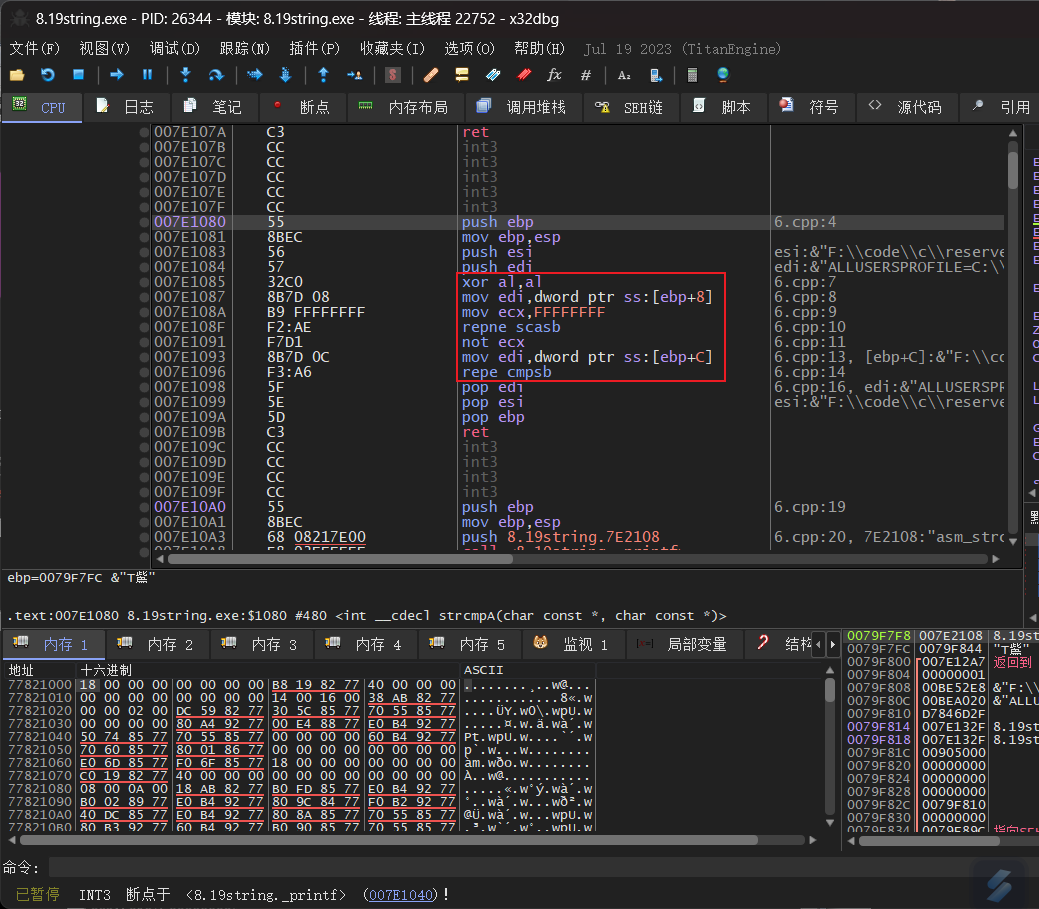 8.19string.exe - PID: 26344 - 模块: 8.19string.exe - 线程: 主线程 22752 - x32dbg
文件(F) 视图(V) 调试(D) 跟踪(N) 插件(P) 收藏夹(I) 选项(O) 帮助(H) Jul 19 2023 (TitanEngine)
CPU 日志 笔记 断点 内存布局 调用堆栈 SEH链 脚本 符号 源代码 引用
007E107A C3 ret
007E107B CC int3
007E107C CC int3
007E107D CC int3
007E107E CC int3
007E107F CC int3
007E1080 55 push ebp 6.cpp:4
007E1081 8BEC mov ebp,esp
007E1083 56 push esi esi:&"F:\\code\\c\\reserve
007E1084 57 push edi edi:&"ALLUSERSPROFILE=C:\\
007E1085 32C0 xor al,al 6.cpp:7
007E1087 8B7D 08 mov edi,dword ptr ss:[ebp+8] 6.cpp:8
007E108A B9 FFFFFFFF mov ecx,FFFFFFFF 6.cpp:9
007E108F F2:AE repne scasb 6.cpp:10
007E1091 F7D1 not ecx 6.cpp:11
007E1093 8B7D 0C mov edi,dword ptr ss:[ebp+C] 6.cpp:13, [ebp+C]:&"F:\\co
007E1096 F3:A6 repe cmpsb 6.cpp:14
007E1098 5F pop edi 6.cpp:16, edi:&"ALLUSERSPR
007E1099 5E pop esi esi:&"F:\\code\\c\\reserve
007E109A 5D pop ebp
007E109B C3 ret
007E109C CC int3
007E109D CC int3
007E109E CC int3
007E109F CC int3
007E10A0 55 push ebp 6.cpp:19
007E10A1 8BEC mov ebp,esp
007E10A3 68 08217E00 push 8.19string.7E2108 6.cpp:20, 7E2108:"asm_strc
ebp=0079F7FC &"T
.text:007E1080 8.19string.exe:$1080 #480 <int __cdecl strcmpA(char const *, char const *)>
内存 1 内存 2 内存 3 内存 4 内存 5 监视 1 局部变量 结构
地址 十六进制 ASCII
77821000 18 00 00 00 00 00 00 00 B8 19 82 77 40 00 00 00
77821010 00 00 00 00 00 00 00 00 14 00 16 00 38 AB 82 77
77821020 00 00 02 00 DC 59 82 77 30 5C 85 77 70 55 85 77
77821030 00 00 00 00 80 A4 92 77 00 E4 88 77 E0 B4 92 77
77821040 50 74 85 77 70 55 85 77 00 00 00 00 60 B4 92 77
77821050 70 60 85 77 80 01 86 77 00 00 00 00 00 00 00 00
77821060 E0 6D 85 77 F0 6F 85 77 18 00 00 00 00 00 00 00
77821070 C0 19 82 77 40 00 00 00 00 00 00 00 00 00 00 00
77821080 08 00 0A 00 18 AB 82 77 B0 FD 85 77 E0 B4 92 77
77821090 B0 02 89 77 E0 B4 92 77 80 9C 84 77 F0 B2 92 77
778210A0 40 DC 85 77 E0 B4 92 77 80 8A 85 77 70 55 85 77
778210B0 80 B3 92 77 60 B4 92 77 B0 90 85 77 70 55 85 77
0079F7F8 007E2108 8.19st
0079F7FC 0079F844
0079F800 007E12A7 返回到
0079F804 00000001
0079F808 00BE52E8 &"F:\
0079F80C 00BEA020 &"ALLU
0079F810 D7846D2F
0079F814 007E132F 8.19st
0079F818 007E132F 8.19st
0079F81C 00905000
0079F820 00000000
0079F824 00000000
0079F828 00000000
0079F82C 0079F810
0079F830 00000000
0079F834 0079F89C
命令:
已暂停 INT3 断点于 <8.19string._printf> (007E1040)!